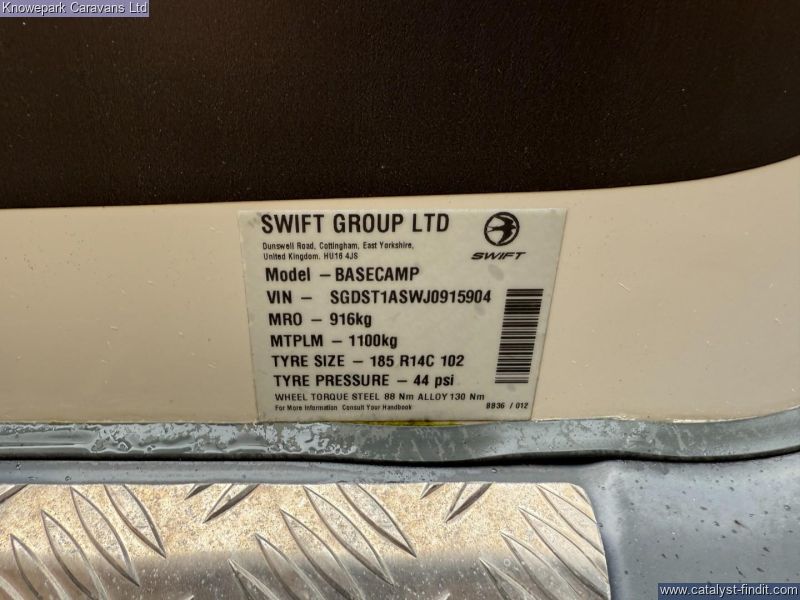 Knowepark Caravans Ltd
SWIFT GROUP LTD
Dunswell Road, Cottingham, East Yorkshire,
United Kingdom. HU16 4JS
SWIFT
Model – BASECAMP
VIN – SGDST1ASWJ0915904
MRO – 916kg
MTPLM – 1100kg
TYRE SIZE – 185 R14C 102
TYRE PRESSURE – 44 psi
WHEEL TORQUE STEEL 88 Nm ALLOY 130 Nm
For More Information Consult Your Handbook
8B36 / 012
www.catalyst-findit.com